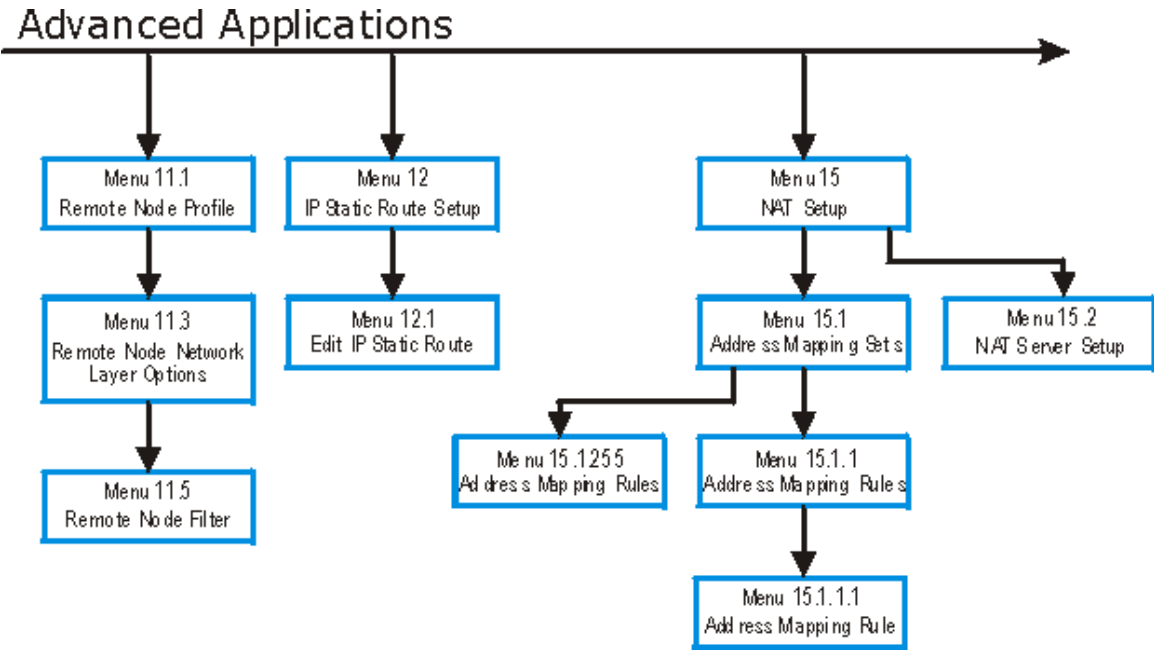 Advanced Applications
Menu 11.1
Remote Node Profile
Menu 12
IP Static Route Setup
Menu 15
NAT Setup
Menu 11.3
Remote Node Network
Layer Options
Menu 12.1
Edit IP Static Route
Menu 15.1
Address Mapping Sets
Menu 15.2
NAT Server Setup
Menu 15.1255
Address Mapping Rules
Menu 15.1.1
Address Mapping Rules
Menu 11.5
Remote Node Filter
Menu 15.1.1.1
Address Mapping Rule